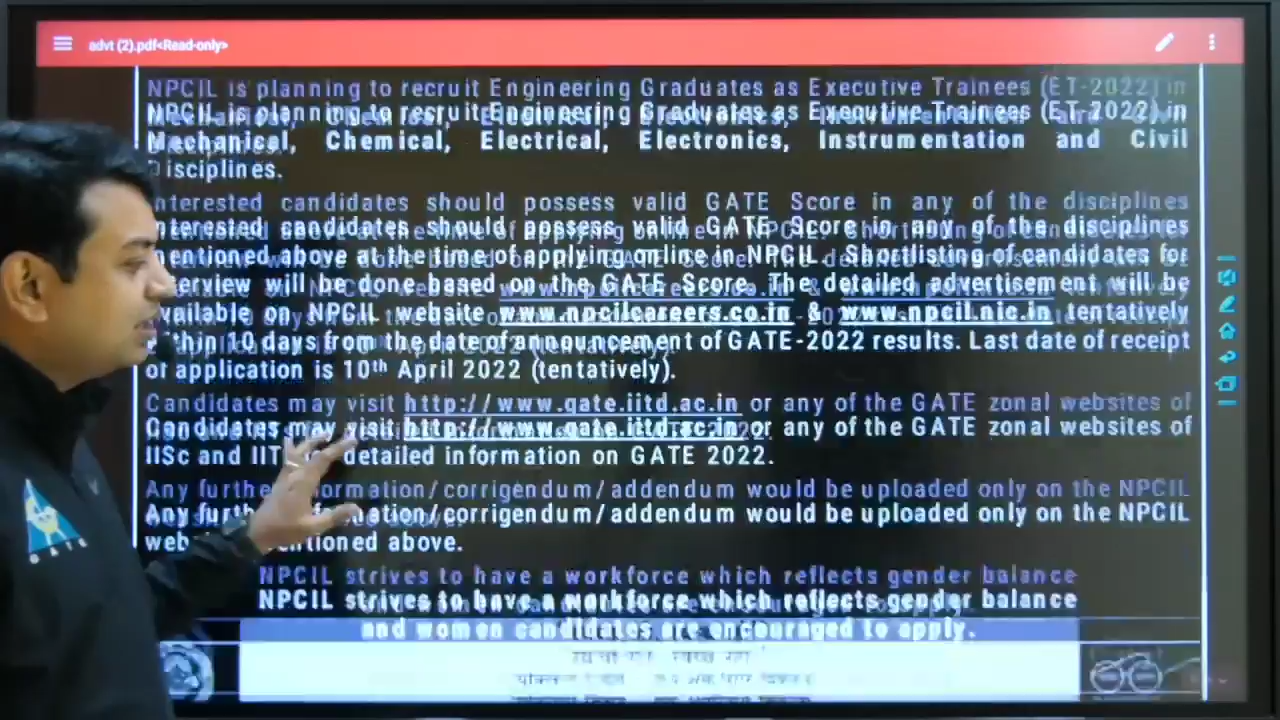 advt (2).pdf<Read-only>
NPCIL is planning to recruit Engineering Graduates as Executive Trainees (ET-2022) in
Mechanical, Chemical, Electrical, Electronics, Instrumentation and Civil
Disciplines.
Interested candidates should possess valid GATE Score in any of the disciplines
mentioned above at the time of applying online in NPCIL. Shortlisting of candidates for
interview will be done based on the GATE Score. The detailed advertisement will be
available on NPCIL website www.npcilcareers.co.in & www.npcil.nic.in tentatively
within 10 days from the date of announcement of GATE-2022 results. Last date of receipt
of application is 10th April 2022 (tentatively).
Candidates may visit http://www.gate.iitd.ac.in or any of the GATE zonal websites of
IISc and IIT detailed information on GATE 2022.
Any further information/corrigendum/addendum would be uploaded only on the NPCIL
mentioned above.
NPCIL strives to have a workforce which reflects gender balance
and women candidates are encouraged to apply.
GATE